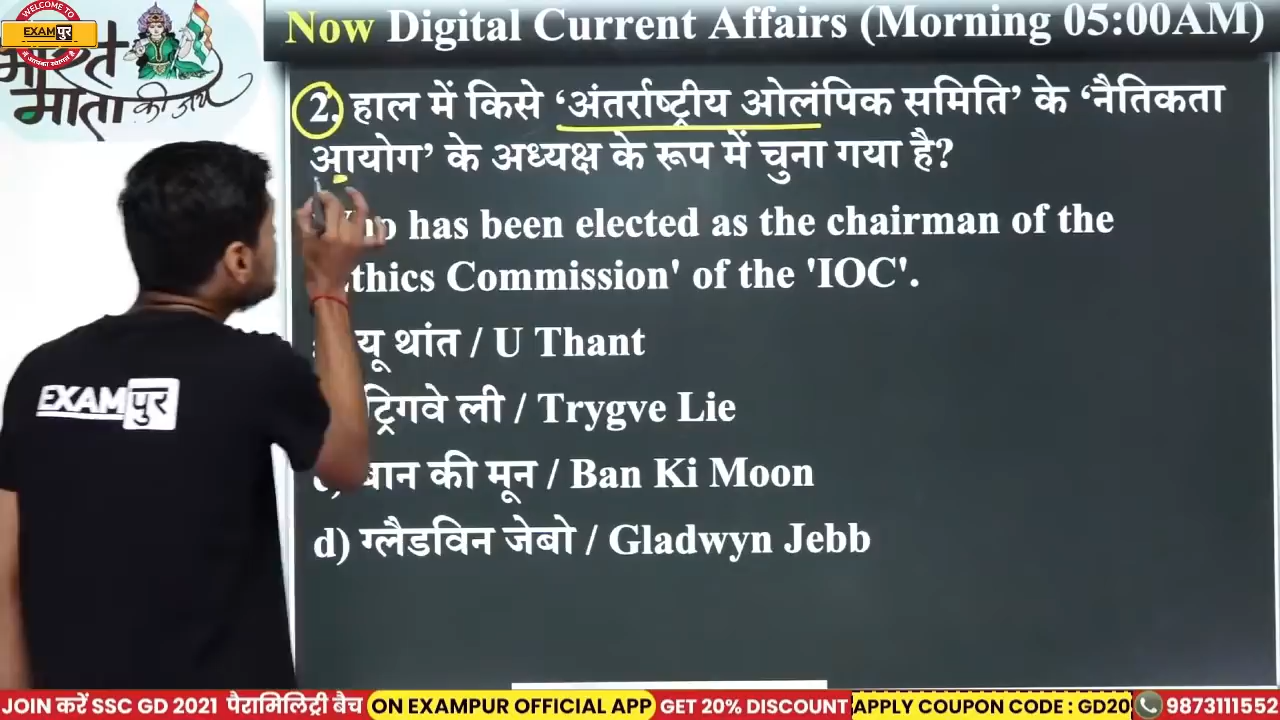 WELCOME TO
EXAMपुर
भारत
माता की जय
Now Digital Current Affairs (Morning 05:00AM)
2. हाल में किसे ‘अंतर्राष्ट्रीय ओलंपिक समिति’ के ‘नैतिकता
आयोग’ के अध्यक्ष के रूप में चुना गया है?
has been elected as the chairman of the
Commission' of the 'IOC'.
यू थांत / U Thant
ट्रिगवे ली / Trygve Lie
बान की मून / Ban Ki Moon
d) ग्लैडविन जेबो / Gladwyn Jebb
EXAMपुर
JOIN करें SSC GD 2021 पैरामिलिट्री बैच ON EXAMPUR OFFICIAL APP GET 20% DISCOUNT APPLY COUPON CODE : GD20 9873111552